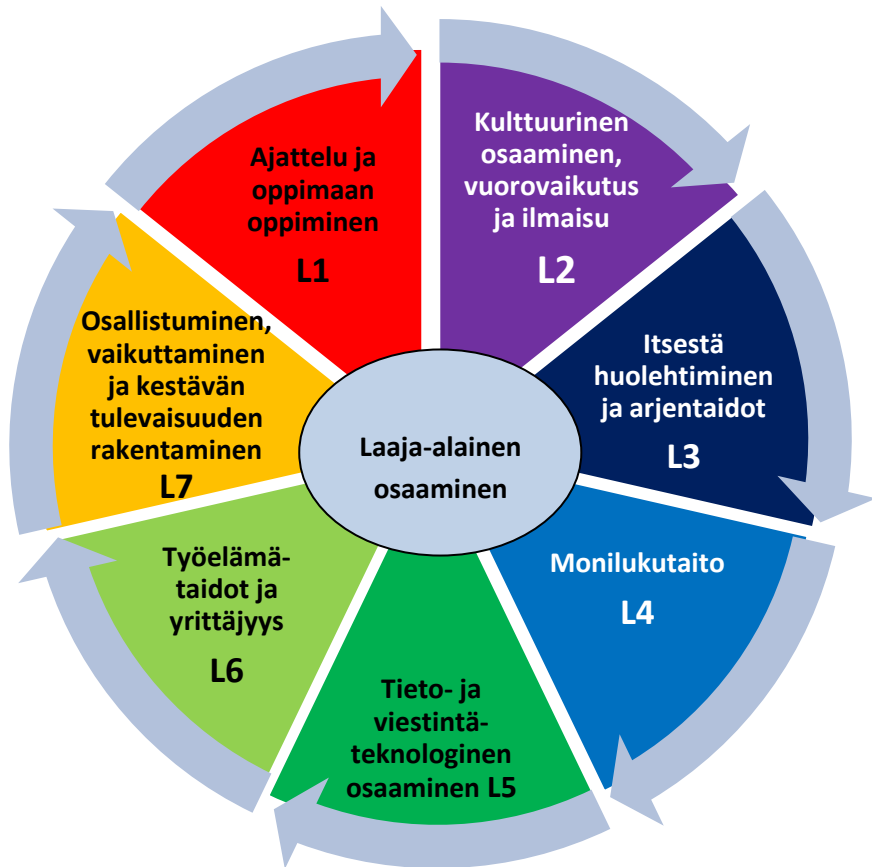 Ajattelu ja
oppimaan
oppiminen
L1
Kulttuurinen
osaaminen,
vuorovaikutus
ja ilmaisu
L2
Itsestä
huolehtiminen
ja arjentaidot
L3
Monilukutaito
L4
Tieto- ja
viestintä-
teknologinen
osaaminen L5
Työelämä-
taidot ja
yrittäjyys
L6
Osallistuminen,
vaikuttaminen
ja kestävän
tulevaisuuden
rakentaminen
L7
Laaja-alainen
osaaminen